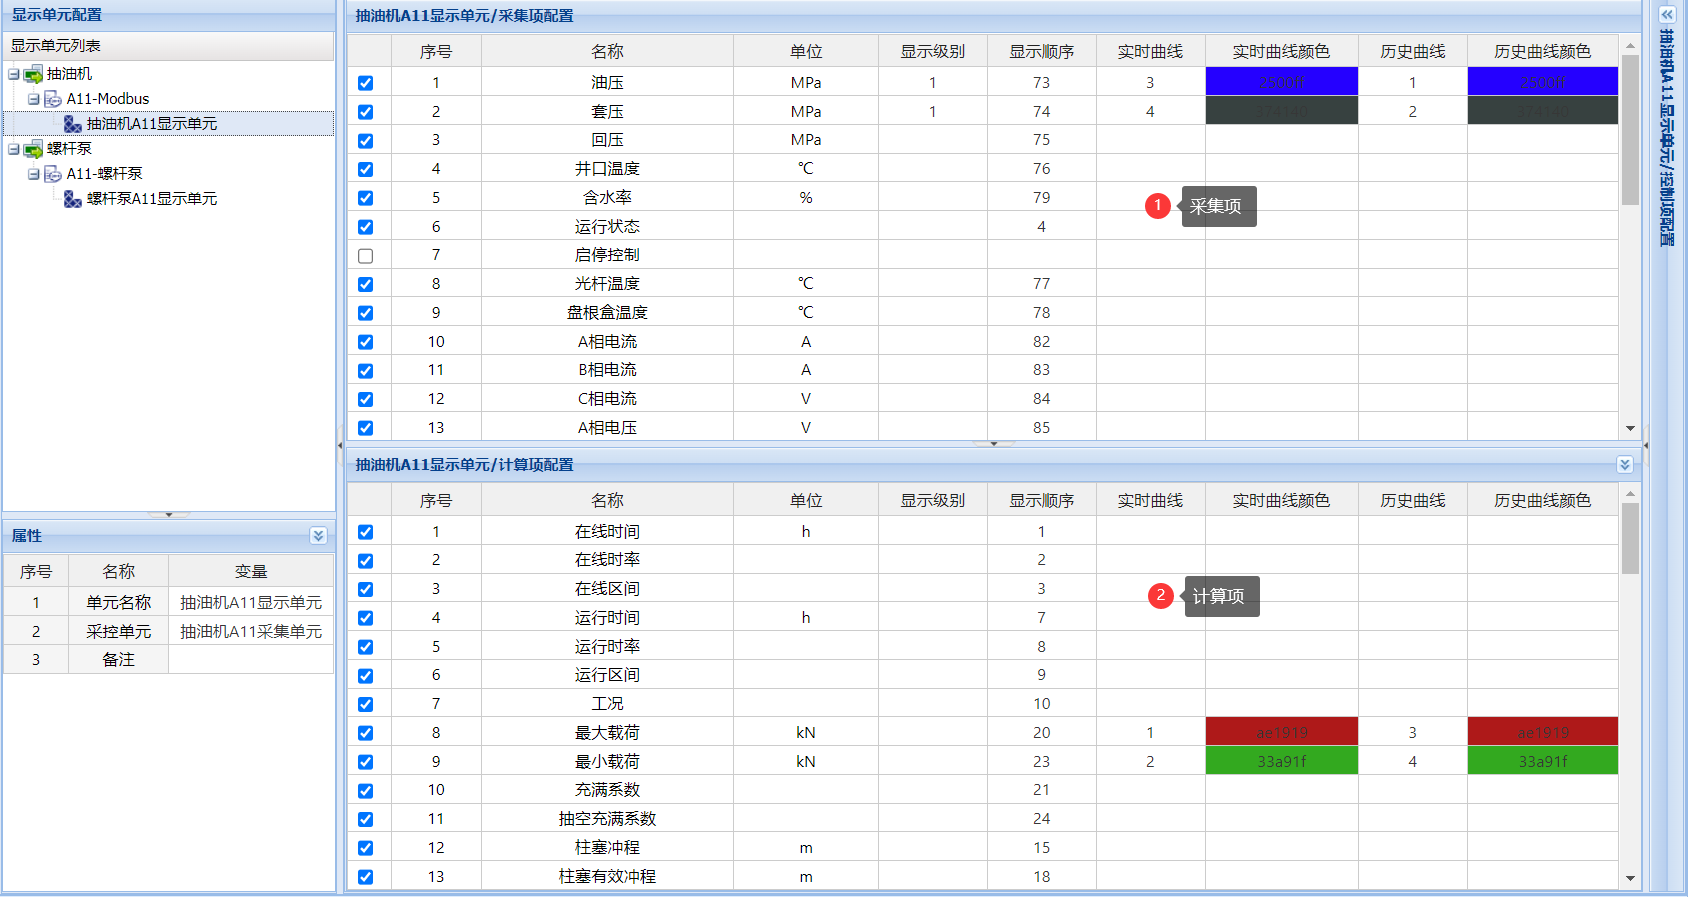 显示单元配置
显示单元列表
抽油机
A11-Modbus
抽油机A11显示单元
螺杆泵
A11-螺杆泵
螺杆泵A11显示单元
属性
序号 名称 变量
1 单元名称 抽油机A11显示单元
2 采控单元 抽油机A11采集单元
3 备注
抽油机A11显示单元/采集项配置
序号 名称 单位 显示级别 显示顺序 实时曲线 实时曲线颜色 历史曲线 历史曲线颜色
1 油压 MPa 1 73 3 2500ff 1 2500ff
2 套压 MPa 1 74 4 374140 2 374140
3 回压 MPa 75
4 井口温度 ℃ 76
5 含水率 % 79
6 运行状态 4
7 启停控制
8 光杆温度 ℃ 77
9 盘根盒温度 ℃ 78
10 A相电流 A 82
11 B相电流 A 83
12 C相电流 V 84
13 A相电压 V 85
1 采集项
抽油机A11显示单元/计算项配置
序号 名称 单位 显示级别 显示顺序 实时曲线 实时曲线颜色 历史曲线 历史曲线颜色
1 在线时间 h 1
2 在线时率 2
3 在线区间 3
4 运行时间 h 7
5 运行时率 8
6 运行区间 9
7 工况 10
8 最大载荷 kN 20 1 ae1919 3 ae1919
9 最小载荷 kN 23 2 33a91f 4 33a91f
10 充满系数 21
11 抽空充满系数 24
12 柱塞冲程 m 15
13 柱塞有效冲程 m 18
2 计算项
抽油机A11显示单元/控制项配置